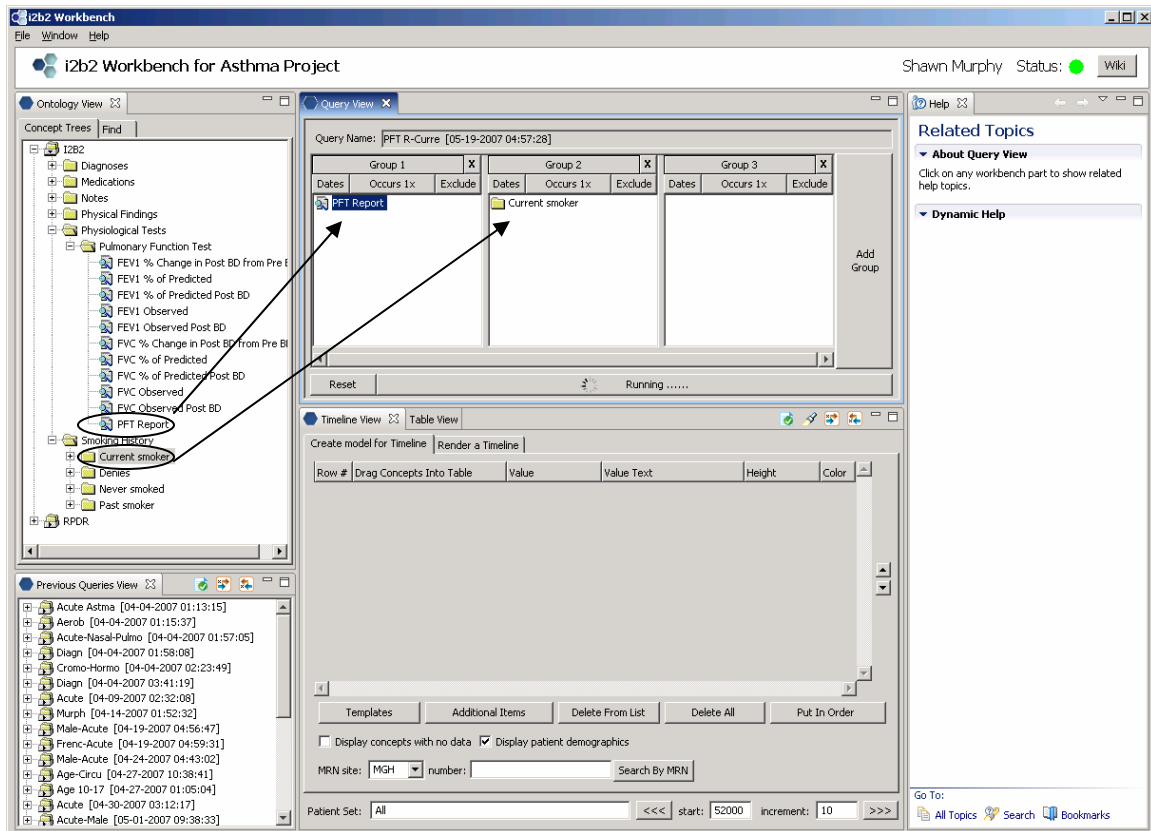 i2b2 Workbench
File Window Help
i2b2 Workbench for Asthma Project
Shawn Murphy Status: Wiki
Ontology View
Concept Trees Find
I2B2
Diagnoses
Medications
Notes
Physical Findings
Physiological Tests
Pulmonary Function Test
FEV1 % Change in Post BD from Pre B
FEV1 % of Predicted
FEV1 % of Predicted Post BD
FEV1 Observed
FEV1 Observed Post BD
FVC % Change in Post BD from Pre B
FVC % of Predicted
FVC % of Predicted Post BD
FVC Observed
FVC Observed Post BD
PFT Report
Smoking History
Current smoker
Denies
Never smoked
Past smoker
RPDR
Previous Queries View
Acute Astma [04-04-2007 01:13:15]
Aerob [04-04-2007 01:15:37]
Acute-Nasal-Pulmo [04-04-2007 01:57:05]
Diagn [04-04-2007 01:58:08]
Cromo-Hormo [04-04-2007 02:23:49]
Diagn [04-04-2007 03:41:19]
Acute [04-09-2007 02:32:08]
Murph [04-14-2007 01:52:32]
Male-Acute [04-19-2007 04:56:47]
Frenc-Acute [04-19-2007 04:59:31]
Male-Acute [04-24-2007 04:43:02]
Age-Circu [04-27-2007 10:38:41]
Age 10-17 [04-27-2007 01:05:04]
Acute [04-30-2007 03:12:17]
Acute-Male [05-01-2007 09:38:33]
Query View
Query Name: PFT R-Curre [05-19-2007 04:57:28]
Group 1 X Group 2 X Group 3 X
Dates Occurs 1x Exclude Dates Occurs 1x Exclude Dates Occurs 1x Exclude
PFT Report Current smoker
Add
Group
Reset Running ......
Timeline View Table View
Create model for Timeline Render a Timeline
Row # Drag Concepts Into Table Value Value Text Height Color
Templates Additional Items Delete From List Delete All Put In Order
Display concepts with no data Display patient demographics
MRN site: MGH number: Search By MRN
Patient Set: All <<< start: 52000 increment: 10 >>>
Help
Related Topics
About Query View
Click on any workbench part to show related
help topics.
Dynamic Help
Go To:
All Topics Search Bookmarks